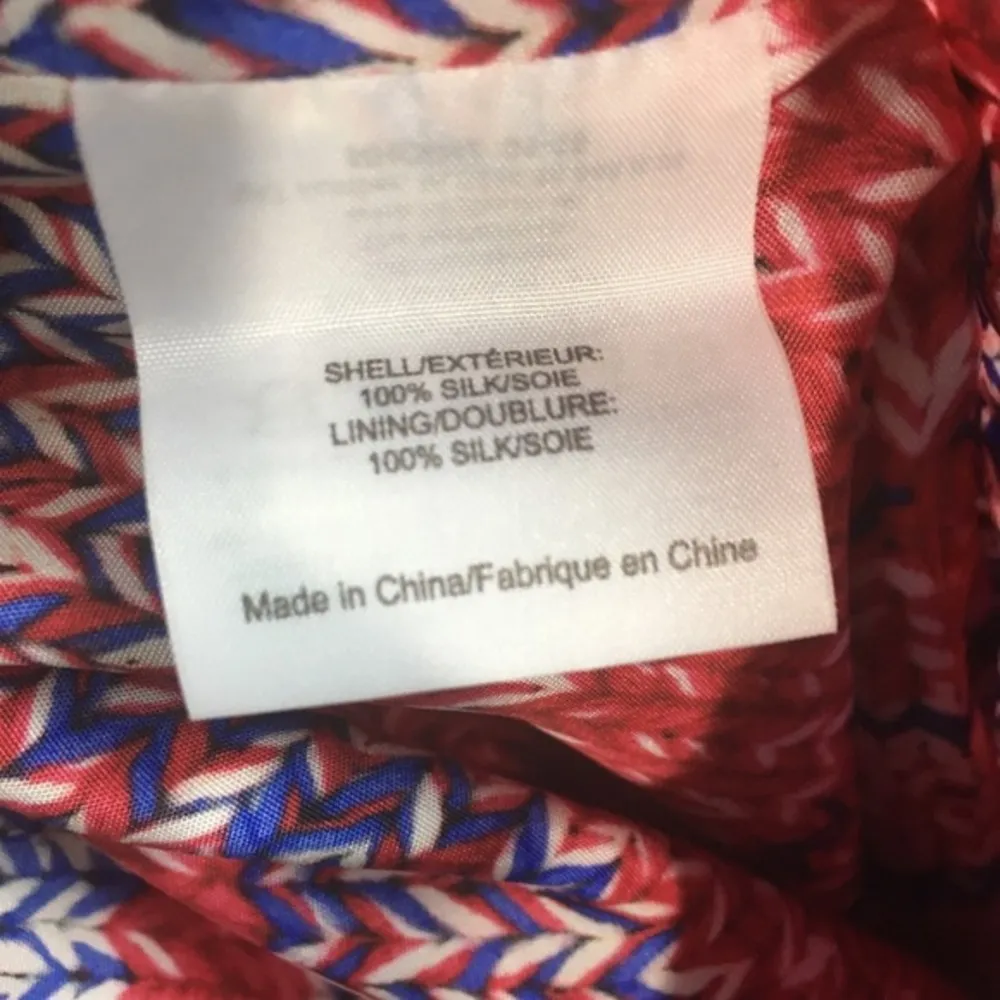 SHELL/EXTÉRIEUR:
100% SILK/SOIE
LINING/DOUBLURE:
100% SILK/SOIE
Made in China/Fabrique en Chine